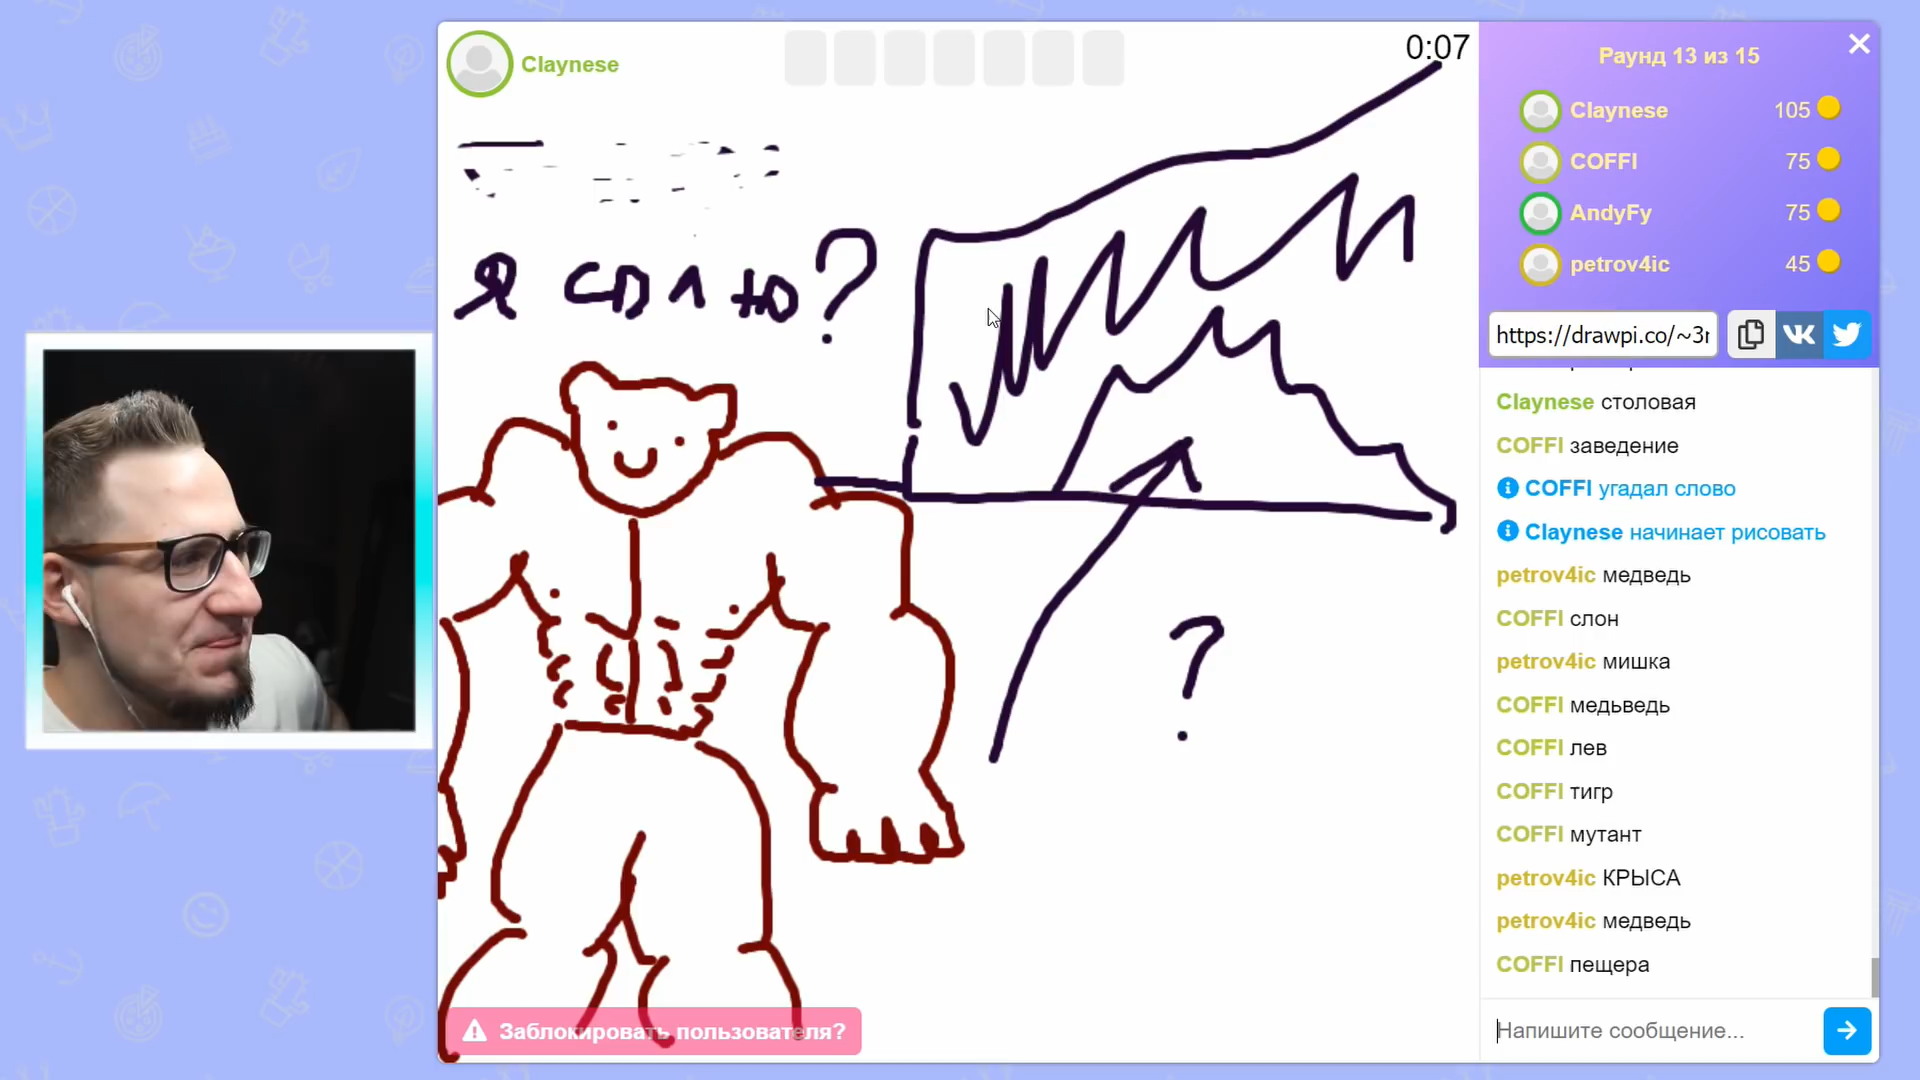 Claynese
0:07
Я СПЛЮ?
?
Заблокировать пользователя?
Раунд 13 из 15
Claynese 105
COFFI 75
AndyFy 75
petrov4ic 45
https://drawpi.co/~3r
Claynese столовая
COFFI заведение
COFFI угадал слово
Claynese начинает рисовать
petrov4ic медведь
COFFI слон
petrov4ic мишка
COFFI медьведь
COFFI лев
COFFI тигр
COFFI мутант
petrov4ic КРЫСА
petrov4ic медведь
COFFI пещера
Напишите сообщение...